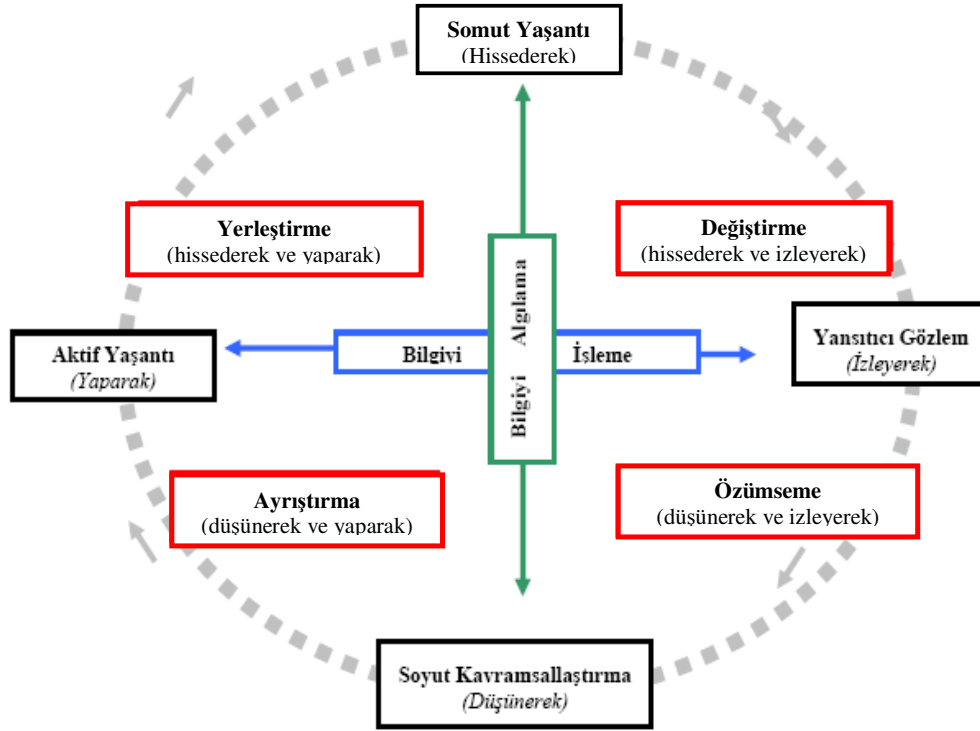 Somut Yaşantı
(Hissederek)
Yerleştirme
(hissederek ve yaparak)
Değiştirme
(hissederek ve izleyerek)
Aktif Yaşantı
(Yaparak)
Bilgiyi İşleme
Bilgiyi Algılama
Yansıtıcı Gözlem
(İzleyerek)
Ayrıştırma
(düşünerek ve yaparak)
Özümseme
(düşünerek ve izleyerek)
Soyut Kavramsallaştırma
(Düşünerek)